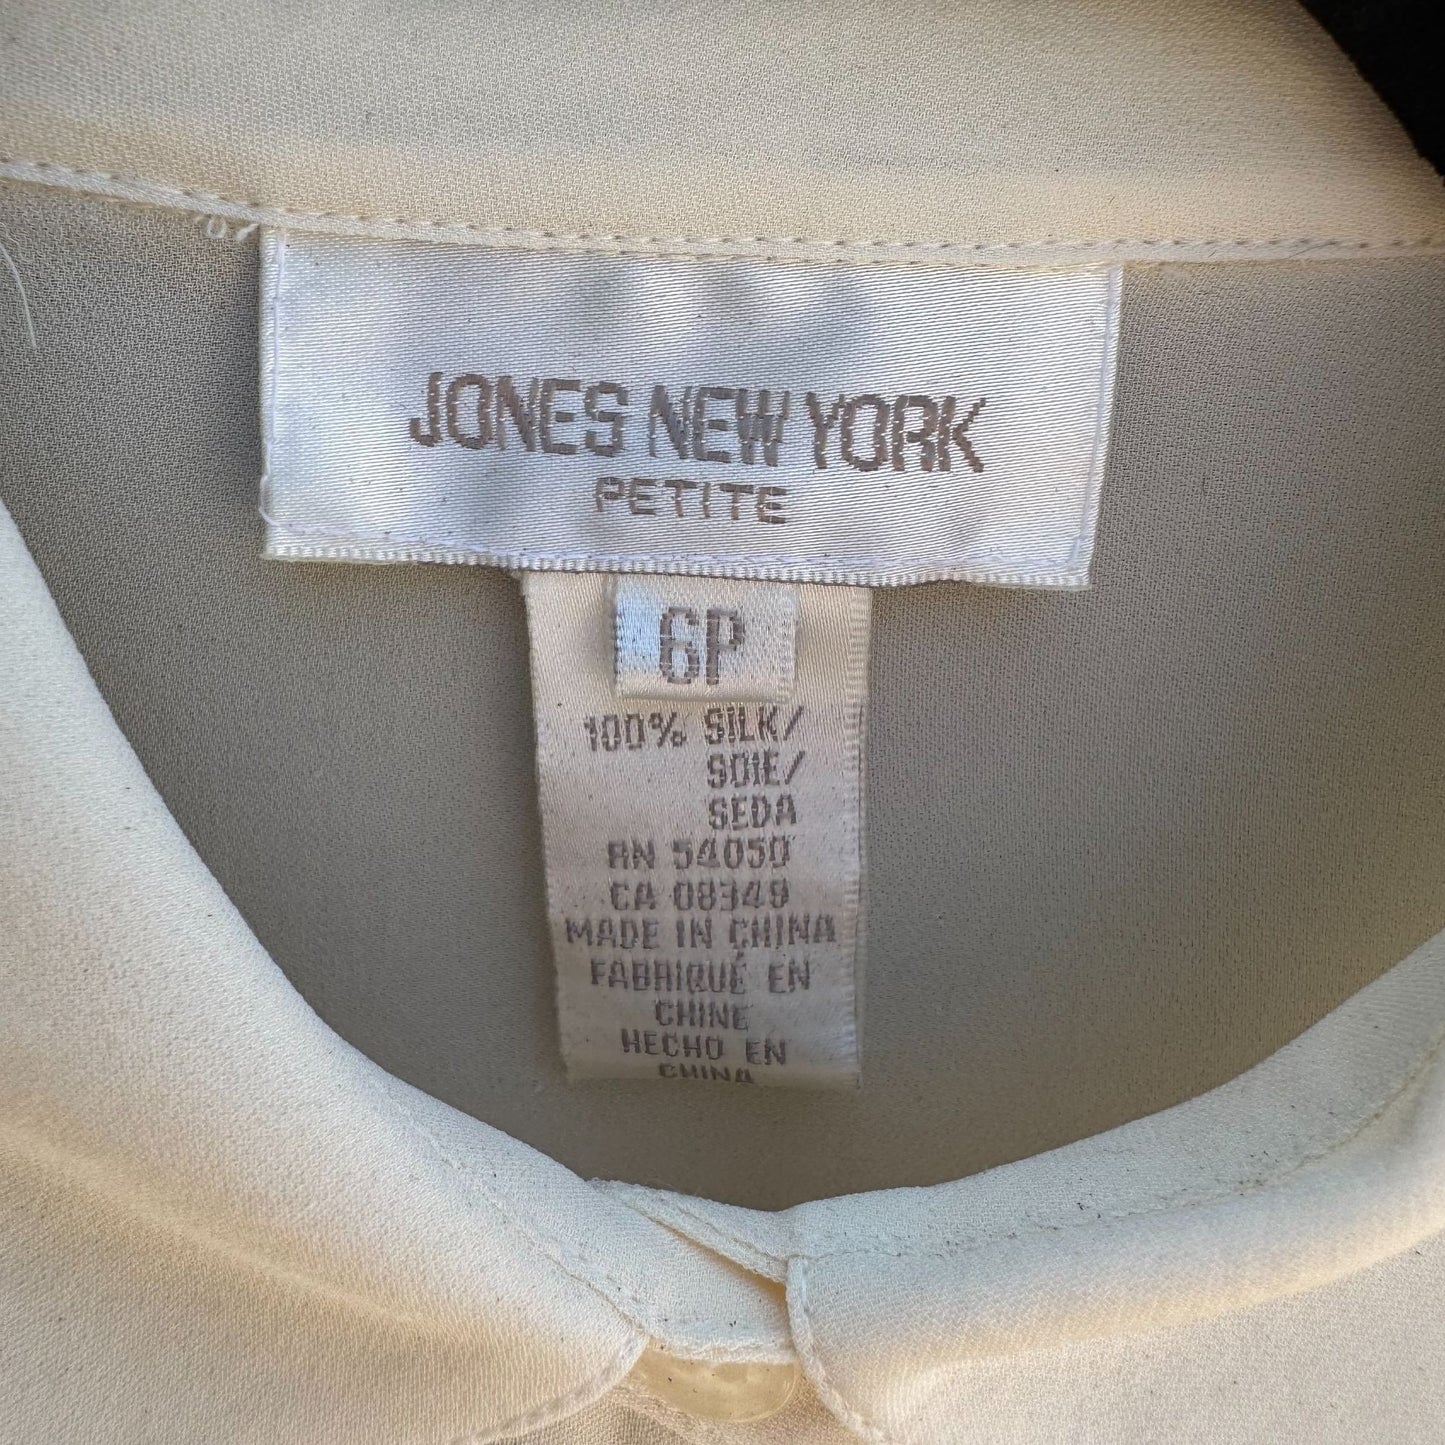 JONES NEW YORK
PETITE
6P
100% SILK/
SOIE/
SEDA
RN 54050
CA 08349
MADE IN CHINA
FABRIQUÉ EN
CHINE
HECHO EN
CHINA